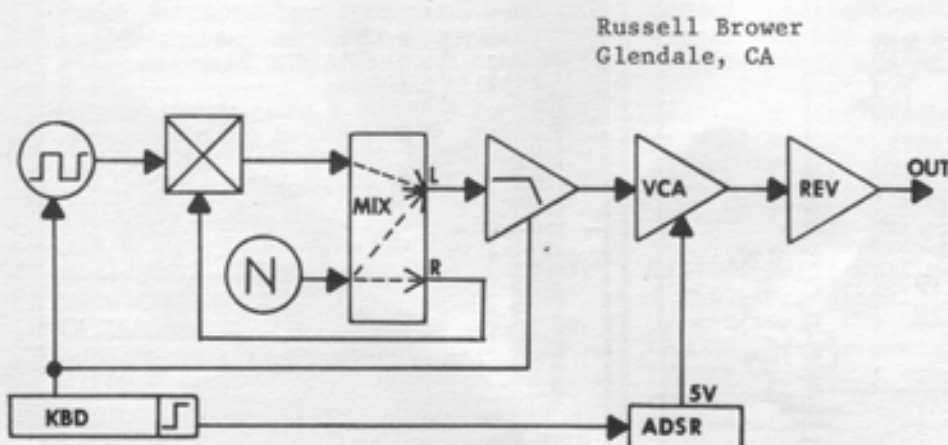 Russell Brower
Glendale, CA
OUT
L
MIX
VCA
REV
N
R
5V
KBD
ADSR